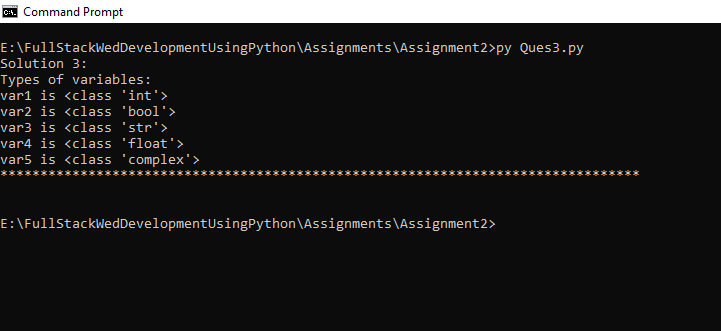 Command Prompt
E:\FullStackWedDevelopmentUsingPython\Assignments\Assignment2>py Ques3.py
Solution 3:
Types of variables:
var1 is <class 'int'>
var2 is <class 'bool'>
var3 is <class 'str'>
var4 is <class 'float'>
var5 is <class 'complex'>
********************************************************************************
E:\FullStackWedDevelopmentUsingPython\Assignments\Assignment2>